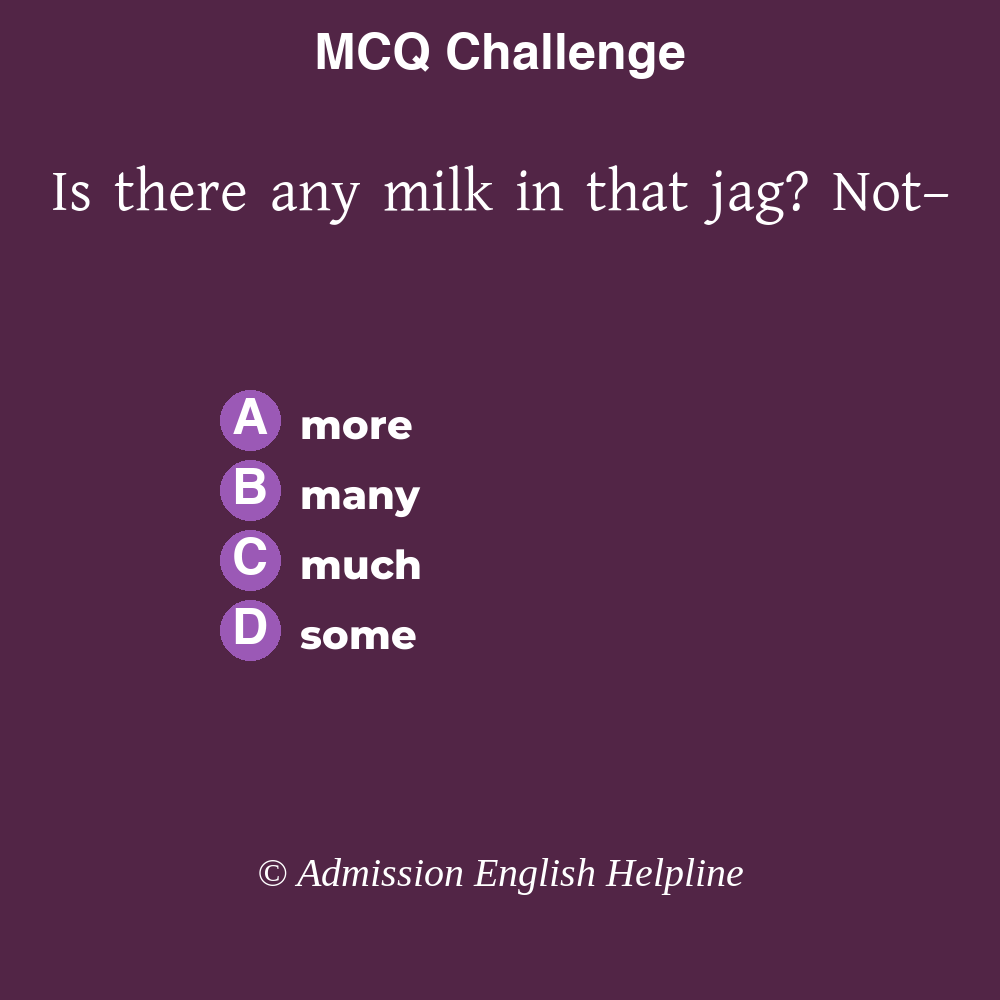 MCQ Challenge
Is there any milk in that jag? Not–
A more
B many
C much
D some
© Admission English Helpline